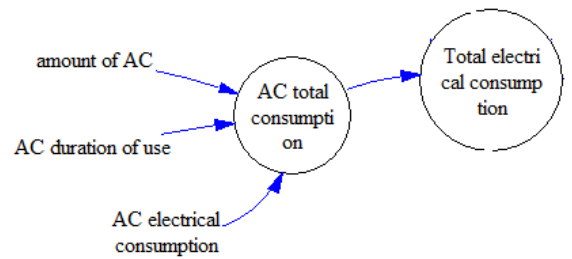 amount of AC
AC duration of use
AC electrical
consumption
AC total
consumpti
on
Total electri
cal consump
tion